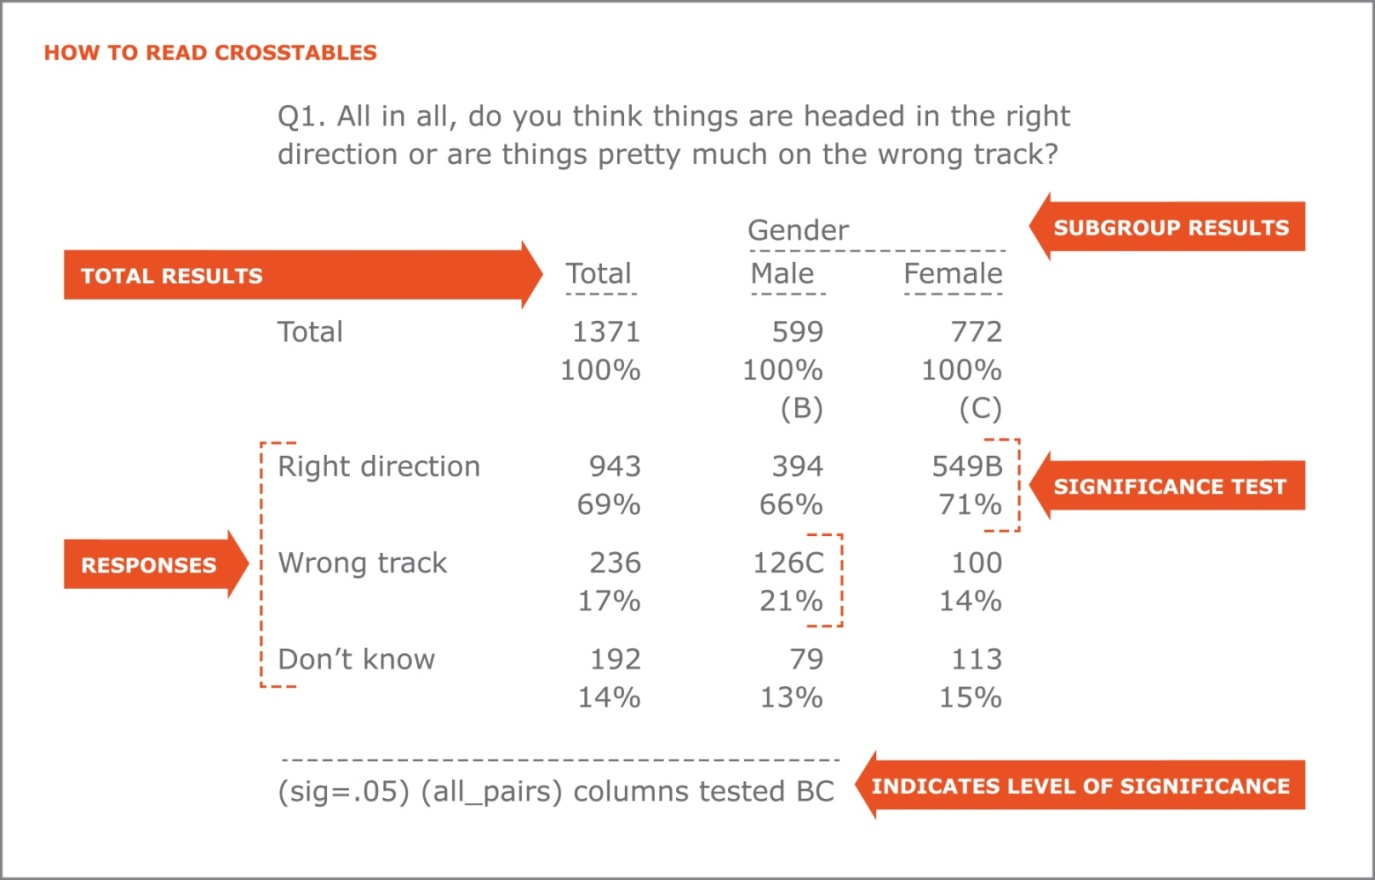 HOW TO READ CROSSTABLES
Q1. All in all, do you think things are headed in the right
direction or are things pretty much on the wrong track?
SUBGROUP RESULTS
Gender
TOTAL RESULTS
Total Male Female
Total 1371 599 772
100% 100% 100%
(B) (C)
Right direction 943 394 549B
69% 66% 71%
SIGNIFICANCE TEST
RESPONSES
Wrong track 236 126C 100
17% 21% 14%
Don’t know 192 79 113
14% 13% 15%
(sig=.05) (all_pairs) columns tested BC
INDICATES LEVEL OF SIGNIFICANCE